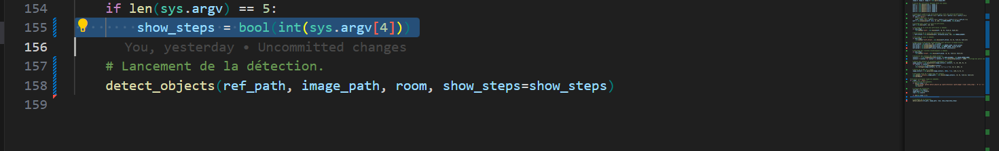 154 if len(sys.argv) == 5:
155 show_steps = bool(int(sys.argv[4]))
156
You, yesterday • Uncommitted changes
157 # Lancement de la détection.
158 detect_objects(ref_path, image_path, room, show_steps=show_steps)
159